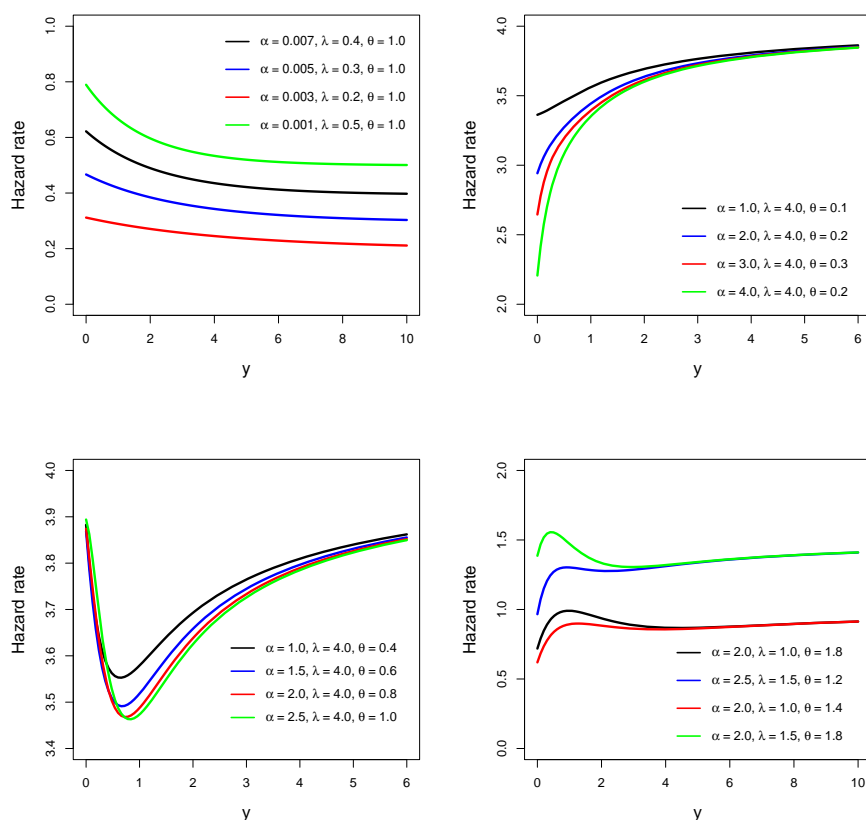 Hazard rate
1.0
0.8
0.6
0.4
0.2
0.0
α = 0.007, λ = 0.4, θ = 1.0
α = 0.005, λ = 0.3, θ = 1.0
α = 0.003, λ = 0.2, θ = 1.0
α = 0.001, λ = 0.5, θ = 1.0
0 2 4 6 8 10
y
Hazard rate
4.0
3.5
3.0
2.5
2.0
α = 1.0, λ = 4.0, θ = 0.1
α = 2.0, λ = 4.0, θ = 0.2
α = 3.0, λ = 4.0, θ = 0.3
α = 4.0, λ = 4.0, θ = 0.2
0 1 2 3 4 5 6
y
Hazard rate
4.0
3.9
3.8
3.7
3.6
3.5
3.4
α = 1.0, λ = 4.0, θ = 0.4
α = 1.5, λ = 4.0, θ = 0.6
α = 2.0, λ = 4.0, θ = 0.8
α = 2.5, λ = 4.0, θ = 1.0
0 1 2 3 4 5 6
y
Hazard rate
2.0
1.5
1.0
0.5
0.0
α = 2.0, λ = 1.0, θ = 1.8
α = 2.5, λ = 1.5, θ = 1.2
α = 2.0, λ = 1.0, θ = 1.4
α = 2.0, λ = 1.5, θ = 1.8
0 2 4 6 8 10
y